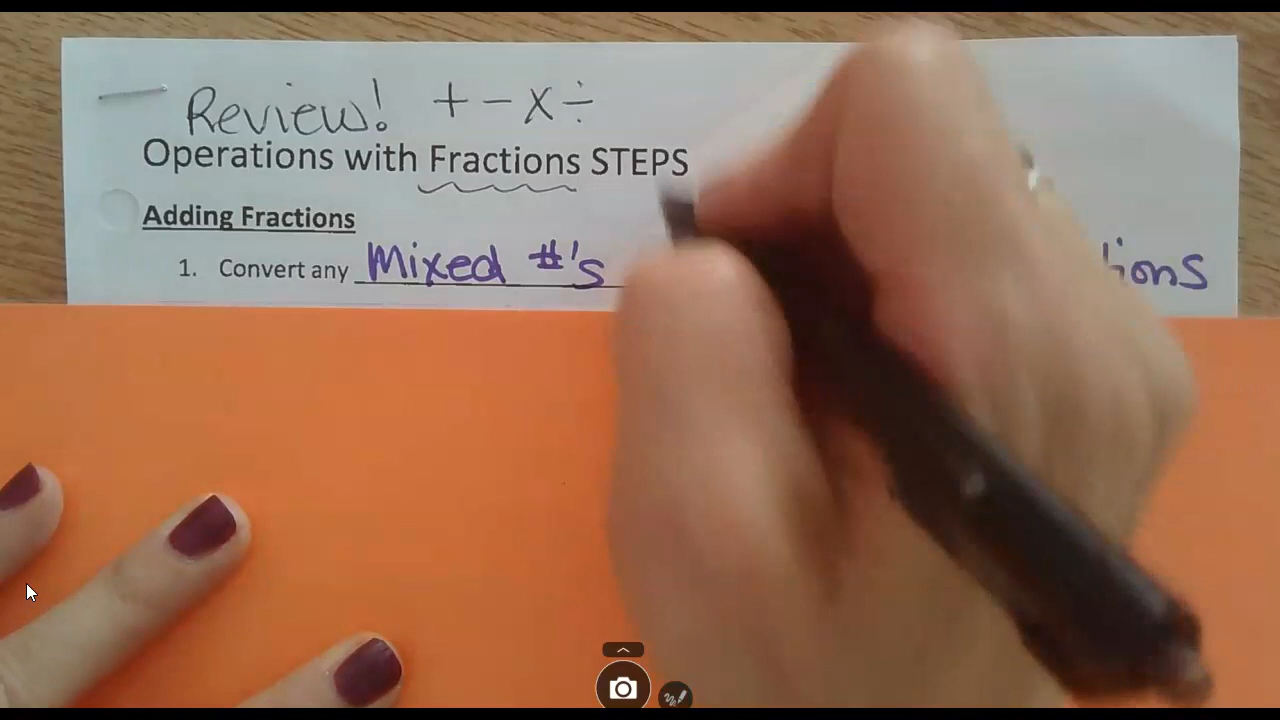 Review! + - x ÷
Operations with Fractions STEPS
Adding Fractions
1. Convert any Mixed #'s